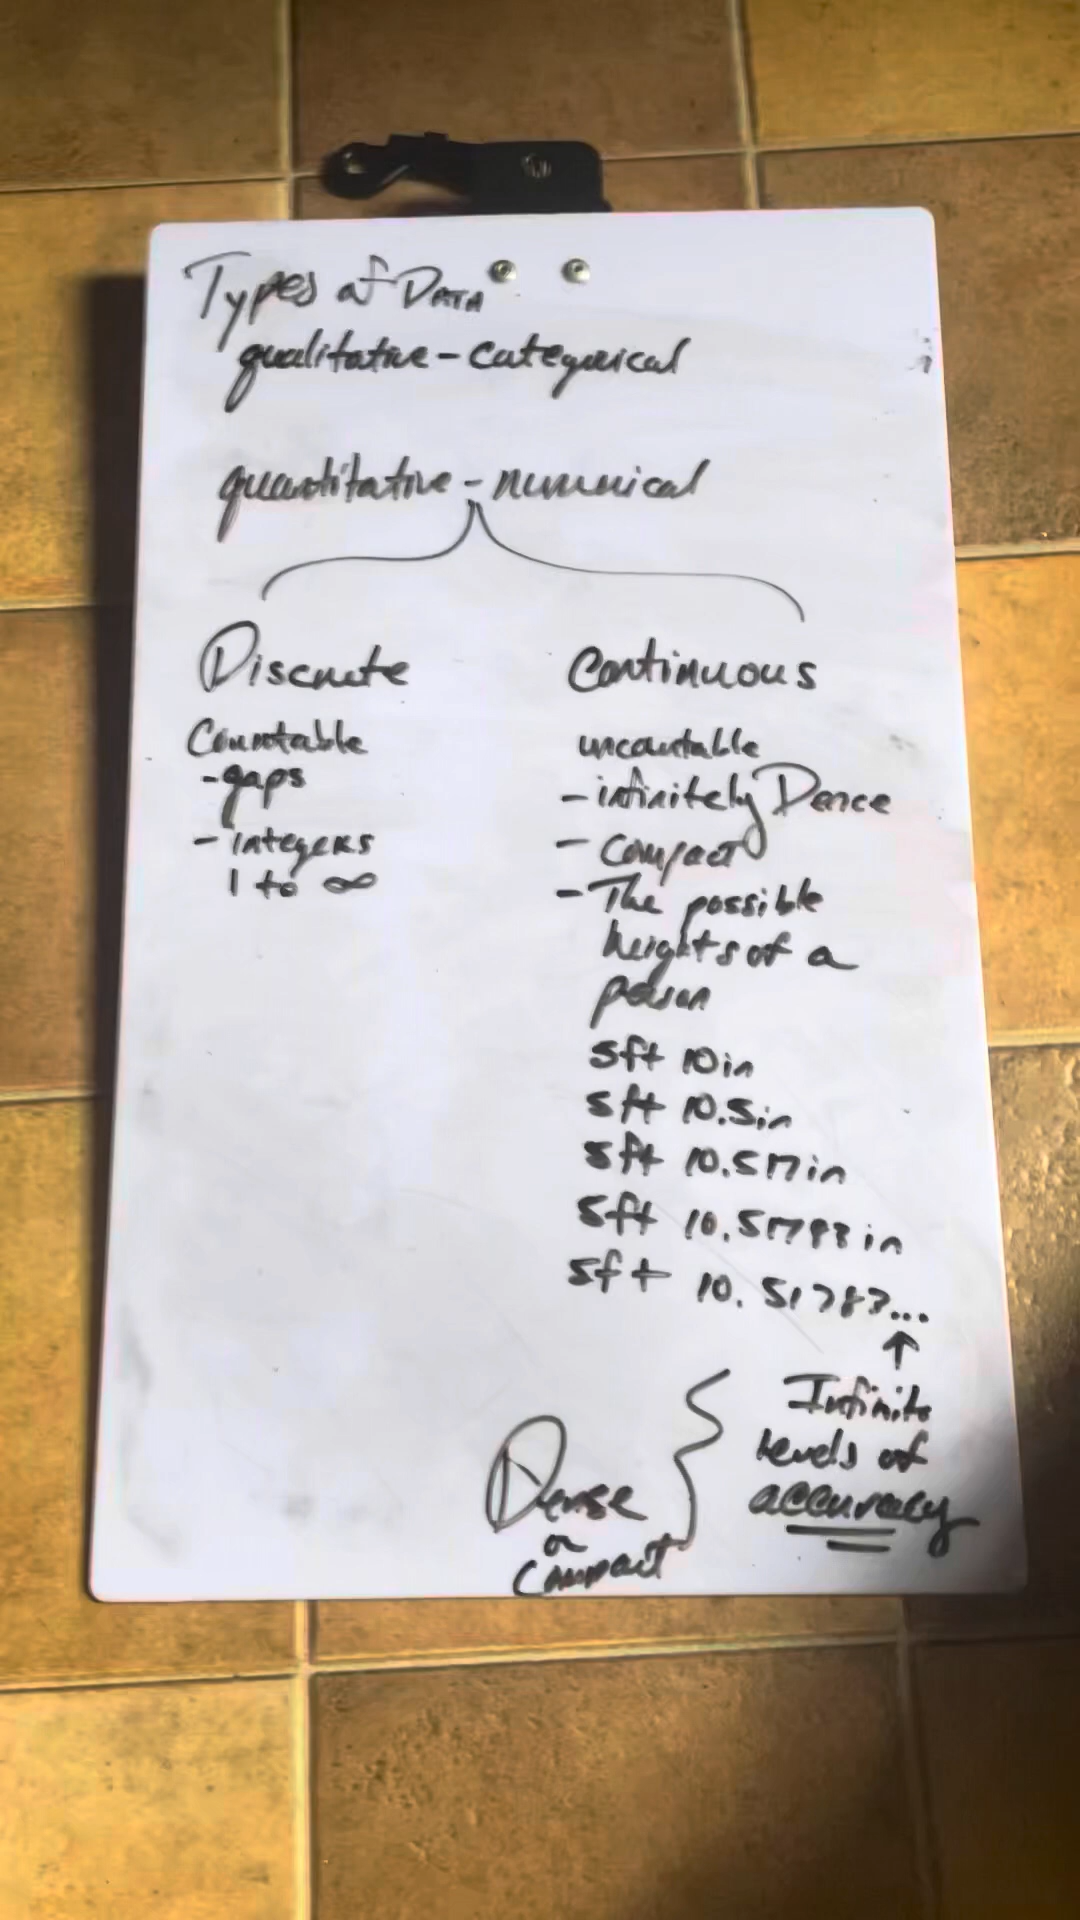 Types of DATA
qualitative - categorical
quantitative - numerical
Discrete
Countable
- gaps
- integers
1 to ∞
Continuous
uncountable
- infinitely Dence
- compact
- The possible
heights of a
person
5ft 10in
5ft 10.5in
5ft 10.517in
5ft 10.51783in
5ft 10.51783...
↑
Infinite
levels of
accuracy
Dense
or
Compact